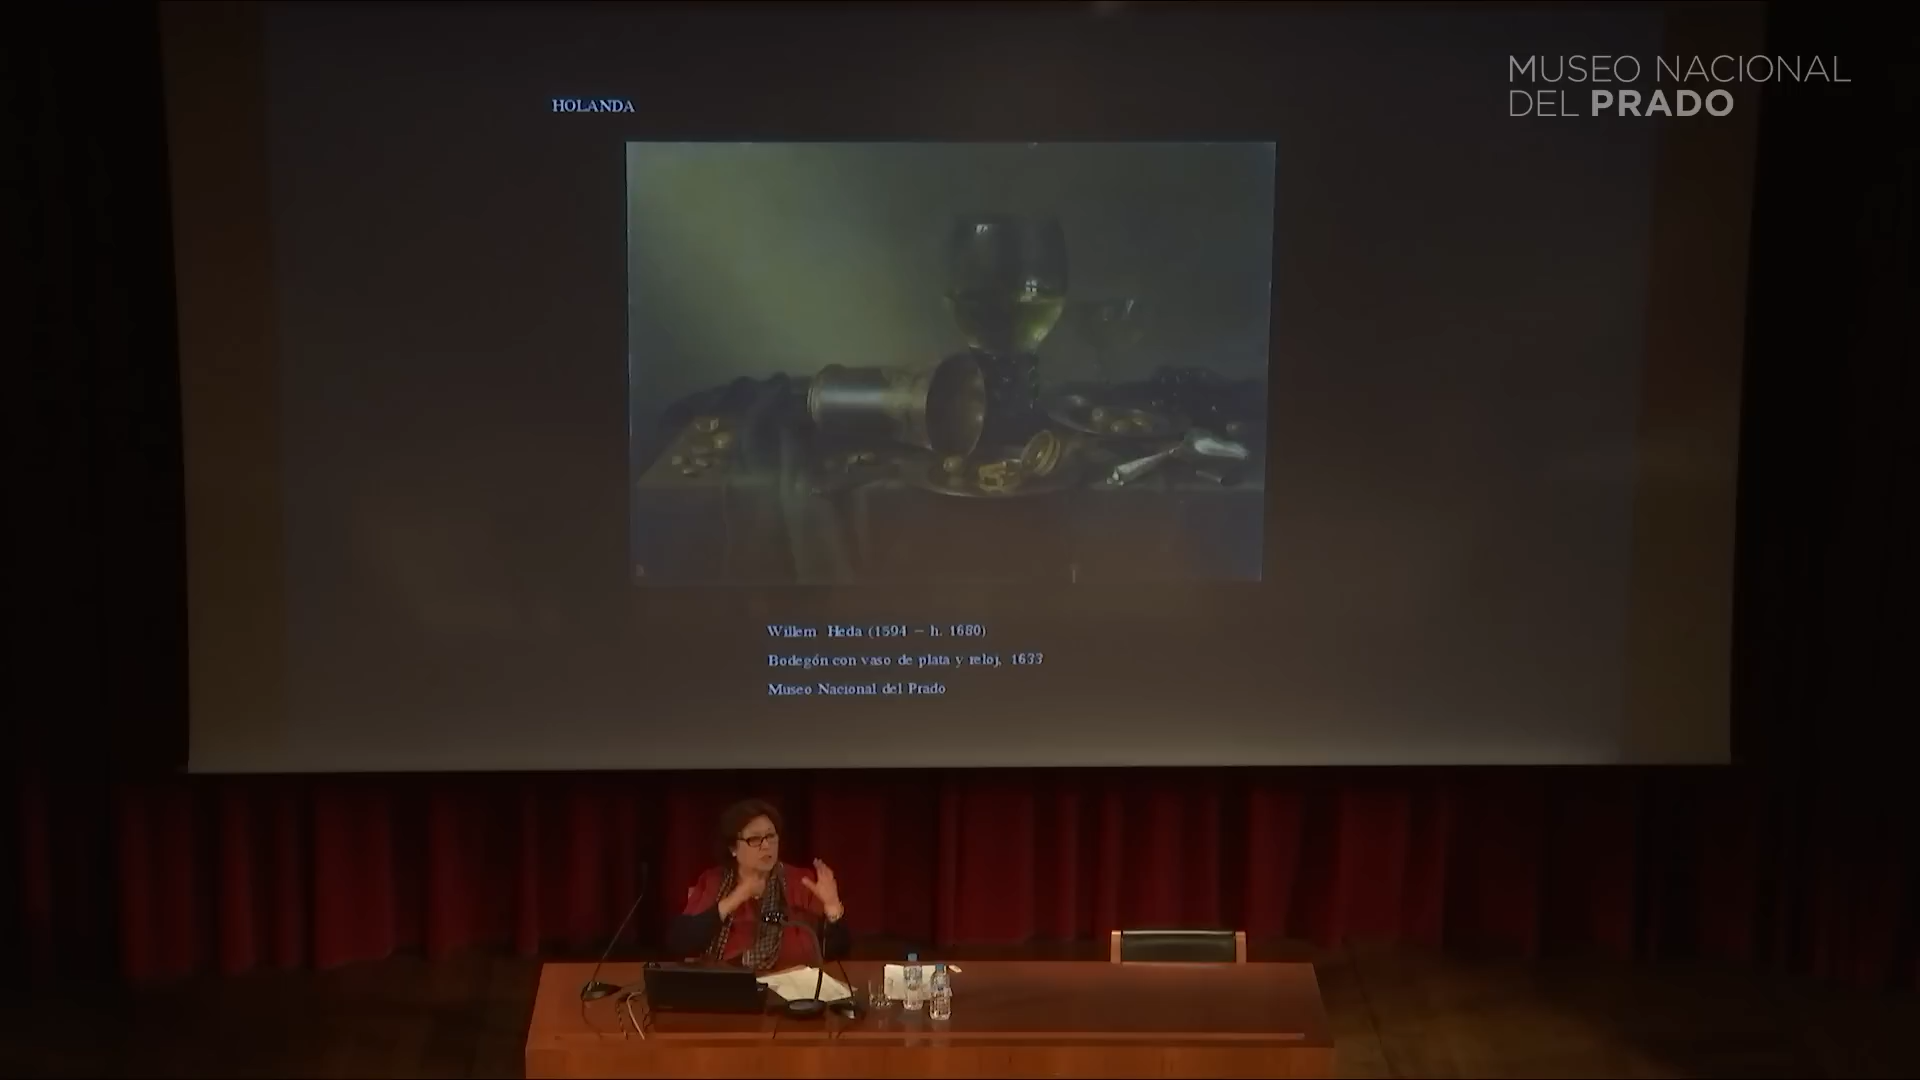 MUSEO NACIONAL
DEL PRADO
HOLANDA
Willem Heda (1594 – h. 1680)
Bodegón con vaso de plata y reloj, 1633
Museo Nacional del Prado